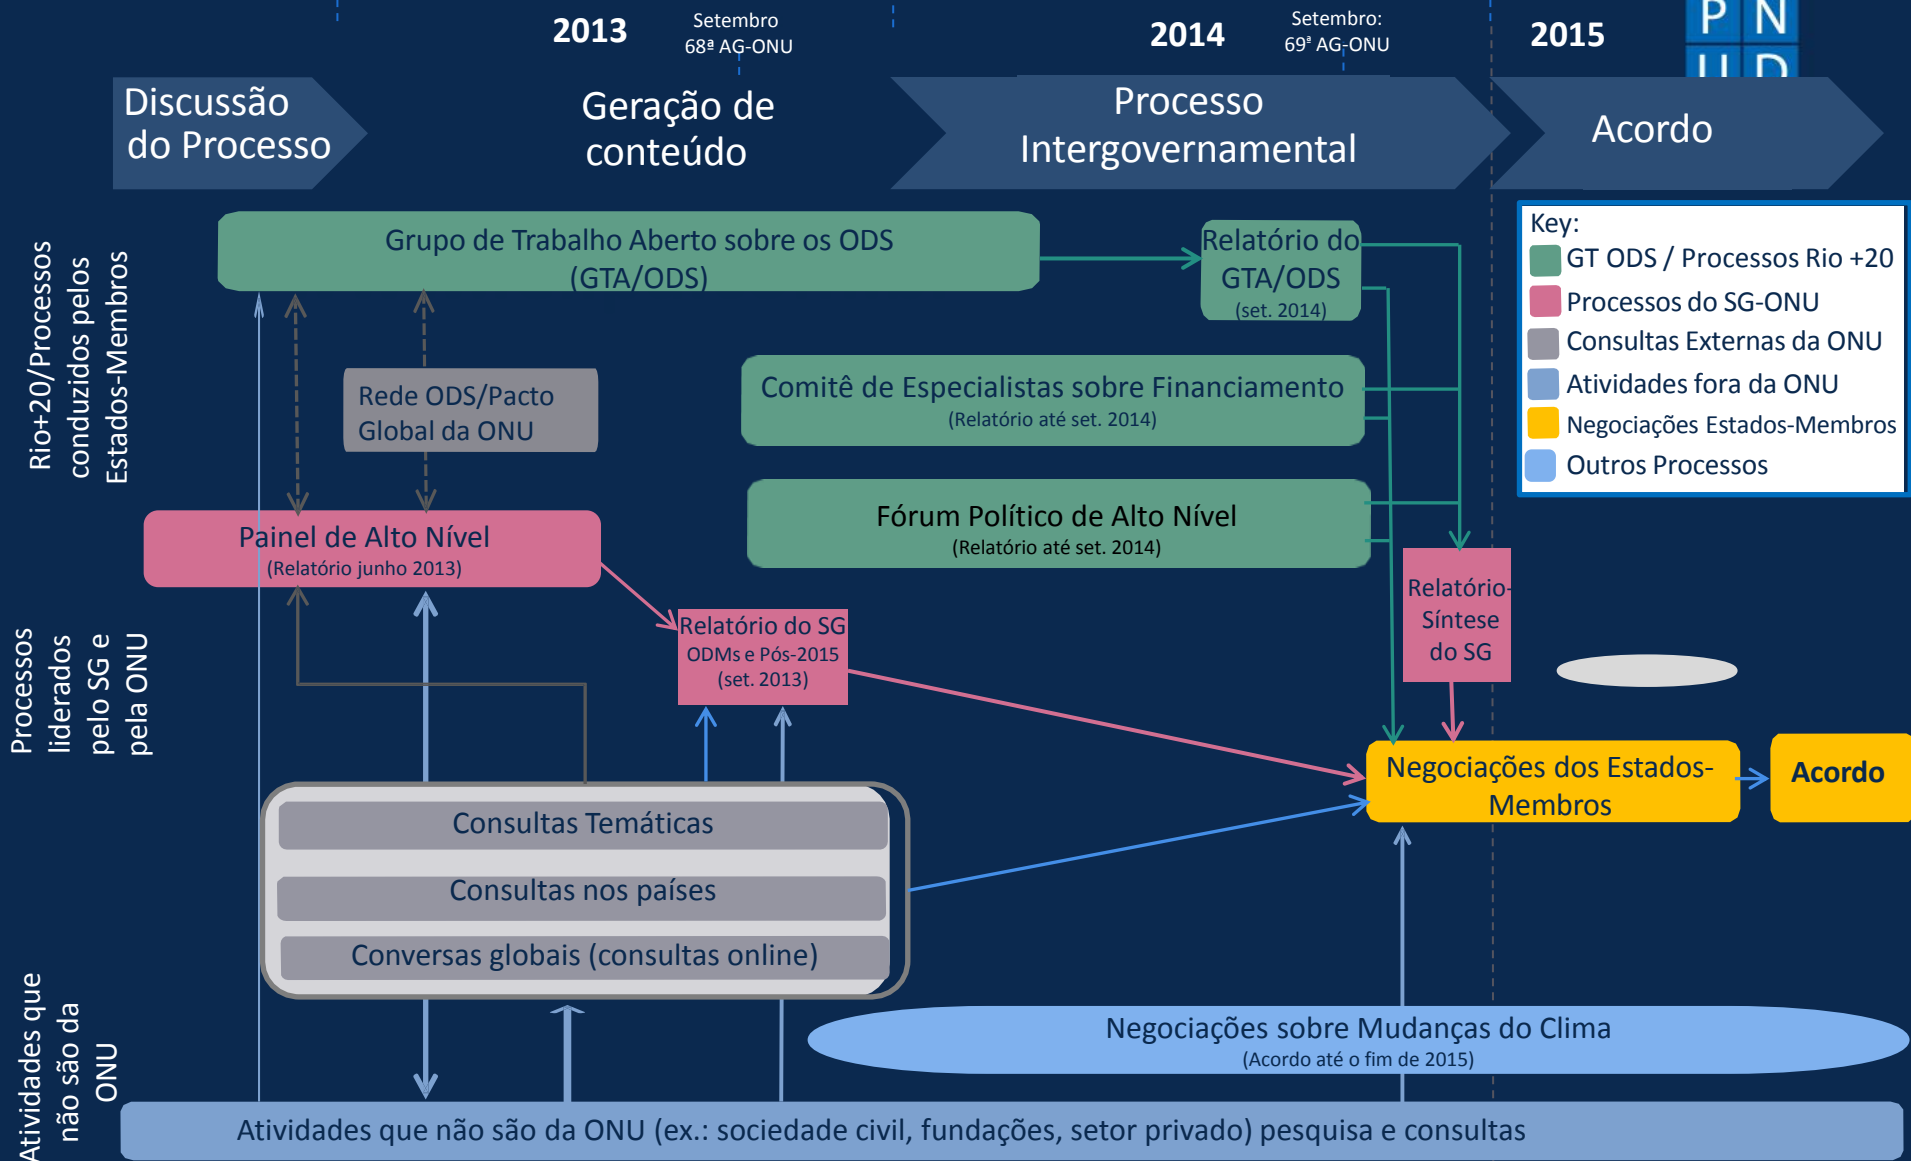 2013
Setembro
68ª AG-ONU
2014
Setembro:
69ª AG-ONU
2015
P N
U D
Discussão
do Processo
Geração de
conteúdo
Processo
Intergovernamental
Acordo
Rio+20/Processos
conduzidos pelos
Estados-Membros
Grupo de Trabalho Aberto sobre os ODS
(GTA/ODS)
Relatório do
GTA/ODS
(set. 2014)
Key:
GT ODS / Processos Rio +20
Processos do SG-ONU
Consultas Externas da ONU
Atividades fora da ONU
Negociações Estados-Membros
Outros Processos
Rede ODS/Pacto
Global da ONU
Comitê de Especialistas sobre Financiamento
(Relatório até set. 2014)
Fórum Político de Alto Nível
(Relatório até set. 2014)
Painel de Alto Nível
(Relatório junho 2013)
Processos
liderados
pelo SG e
pela ONU
Relatório do SG
ODMs e Pós-2015
(set. 2013)
Relatório-
Síntese
do SG
Negociações dos Estados-
Membros
Acordo
Consultas Temáticas
Consultas nos países
Conversas globais (consultas online)
Atividades que
não são da
ONU
Negociações sobre Mudanças do Clima
(Acordo até o fim de 2015)
Atividades que não são da ONU (ex.: sociedade civil, fundações, setor privado) pesquisa e consultas